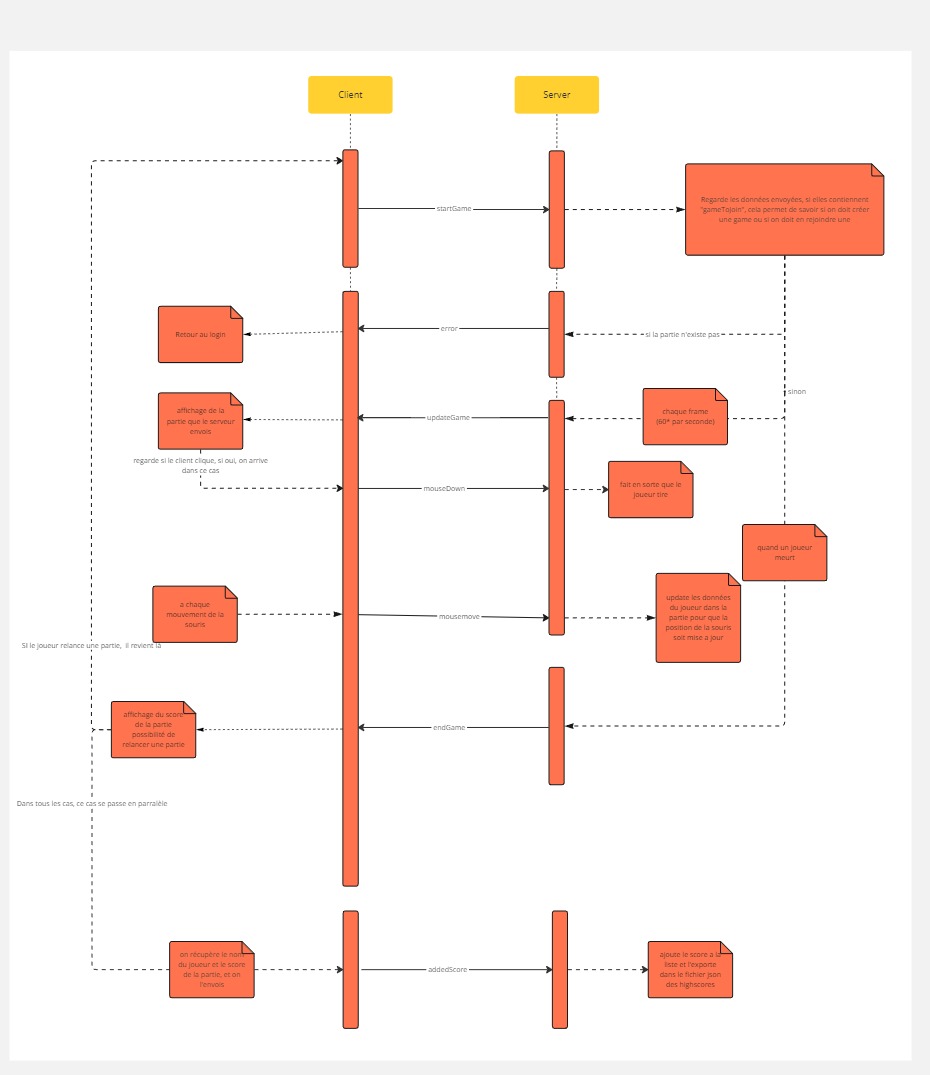 Client
Server
startGame
Regarde les données envoyées, si elles contiennent
"gameToJoin", cela permet de savoir si on doit créer
une game ou si on doit en rejoindre une
Retour au login
error
si la partie n'existe pas
sinon
affichage de la
partie que le serveur
envois
updateGame
chaque frame
(60* par seconde)
regarde si le client clique, si oui, on arrive
dans ce cas
mouseDown
fait en sorte que le
joueur tire
quand un joueur
meurt
a chaque
mouvement de la
souris
mousemove
update les données
du joueur dans la
partie pour que la
position de la souris
soit mise a jour
Si le joueur relance une partie, il revient là
affichage du score
de la partie
possibilité de
relancer une partie
endGame
Dans tous les cas, ce cas se passe en parralèle
on récupère le nom
du joueur et le score
de la partie, et on
l'envois
addedScore
ajoute le score a la
liste et l'exporte
dans le fichier json
des highscores